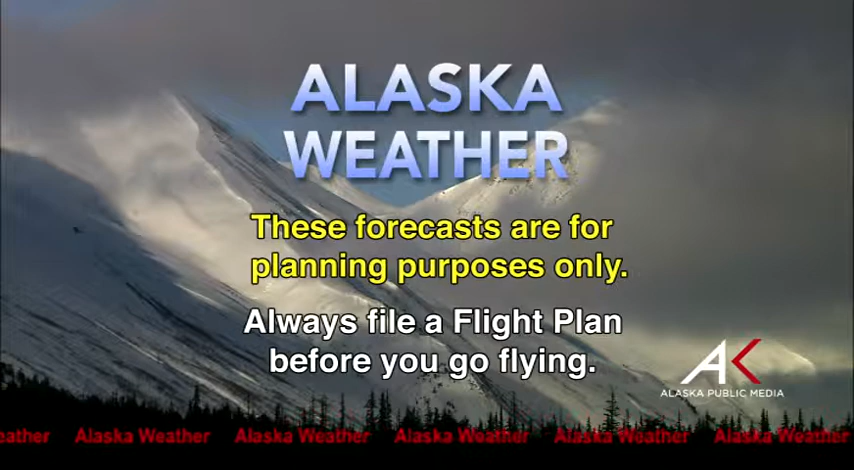 ALASKA
WEATHER
These forecasts are for
planning purposes only.
Always file a Flight Plan
before you go flying.
AK
ALASKA PUBLIC MEDIA
eather Alaska Weather Alaska Weather Alaska Weather Alaska Weather Alaska Weather